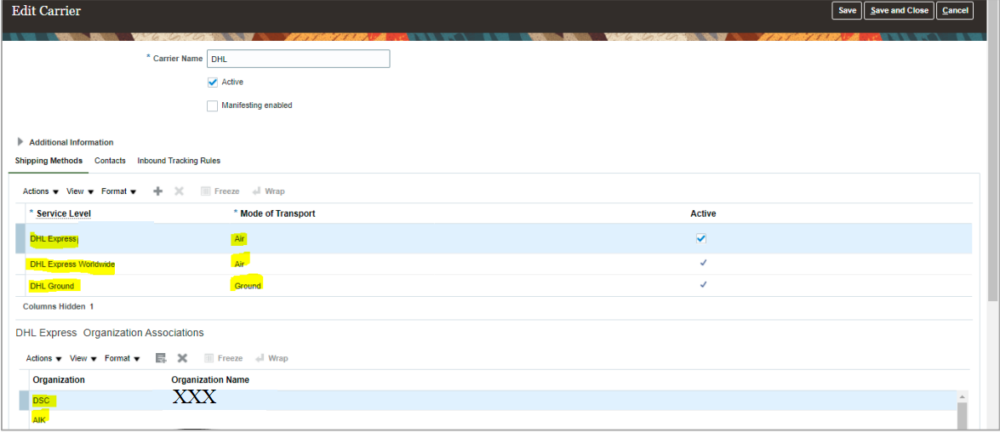 Edit Carrier Save Save and Close Cancel
* Carrier Name DHL
Active
Manifesting enabled
Additional Information
Shipping Methods Contacts Inbound Tracking Rules
Actions View Format Freeze Wrap
* Service Level * Mode of Transport Active
DHL Express Air
DHL Express Worldwide Air
DHL Ground Ground
Columns Hidden 1
DHL Express Organization Associations
Actions View Format Freeze Wrap
Organization Organization Name
DSC XXX
AIK